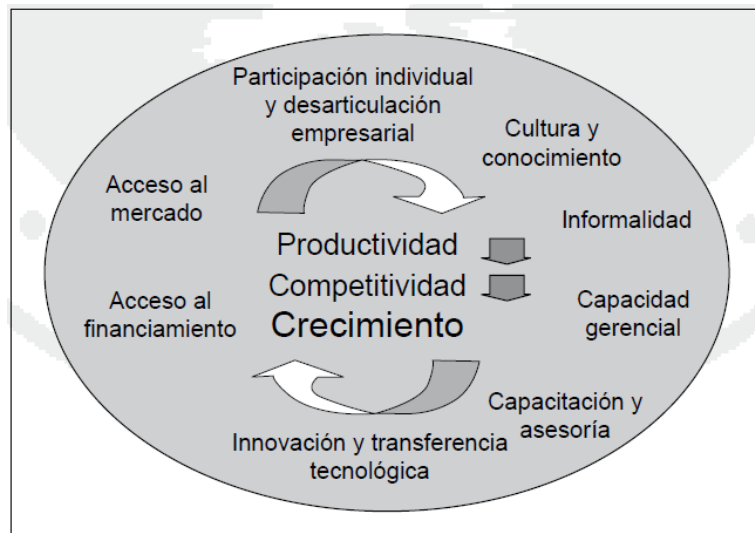 Participación individual
y desarticulación
empresarial
Cultura y
conocimiento
Acceso al
mercado
Informalidad
Productividad
Competitividad
Crecimiento
Acceso al
financiamiento
Capacidad
gerencial
Capacitación y
asesoría
Innovación y transferencia
tecnológica